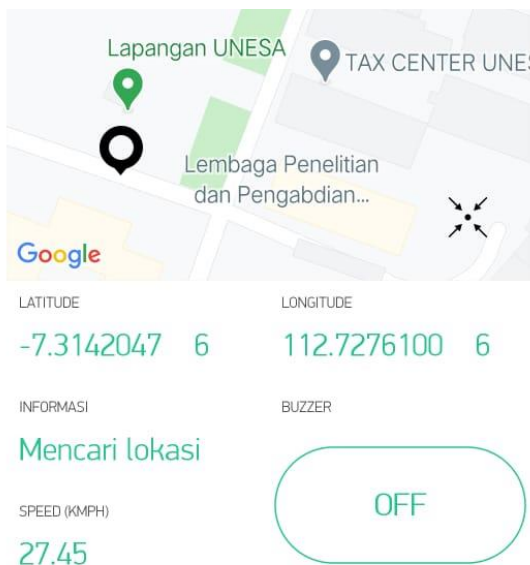 Lapangan UNESA
TAX CENTER UNES
Lembaga Penelitian
dan Pengabdian...
Google
LATITUDE
LONGITUDE
-7.3142047 6
112.7276100 6
INFORMASI
BUZZER
Mencari lokasi
OFF
SPEED (KMPH)
27.45